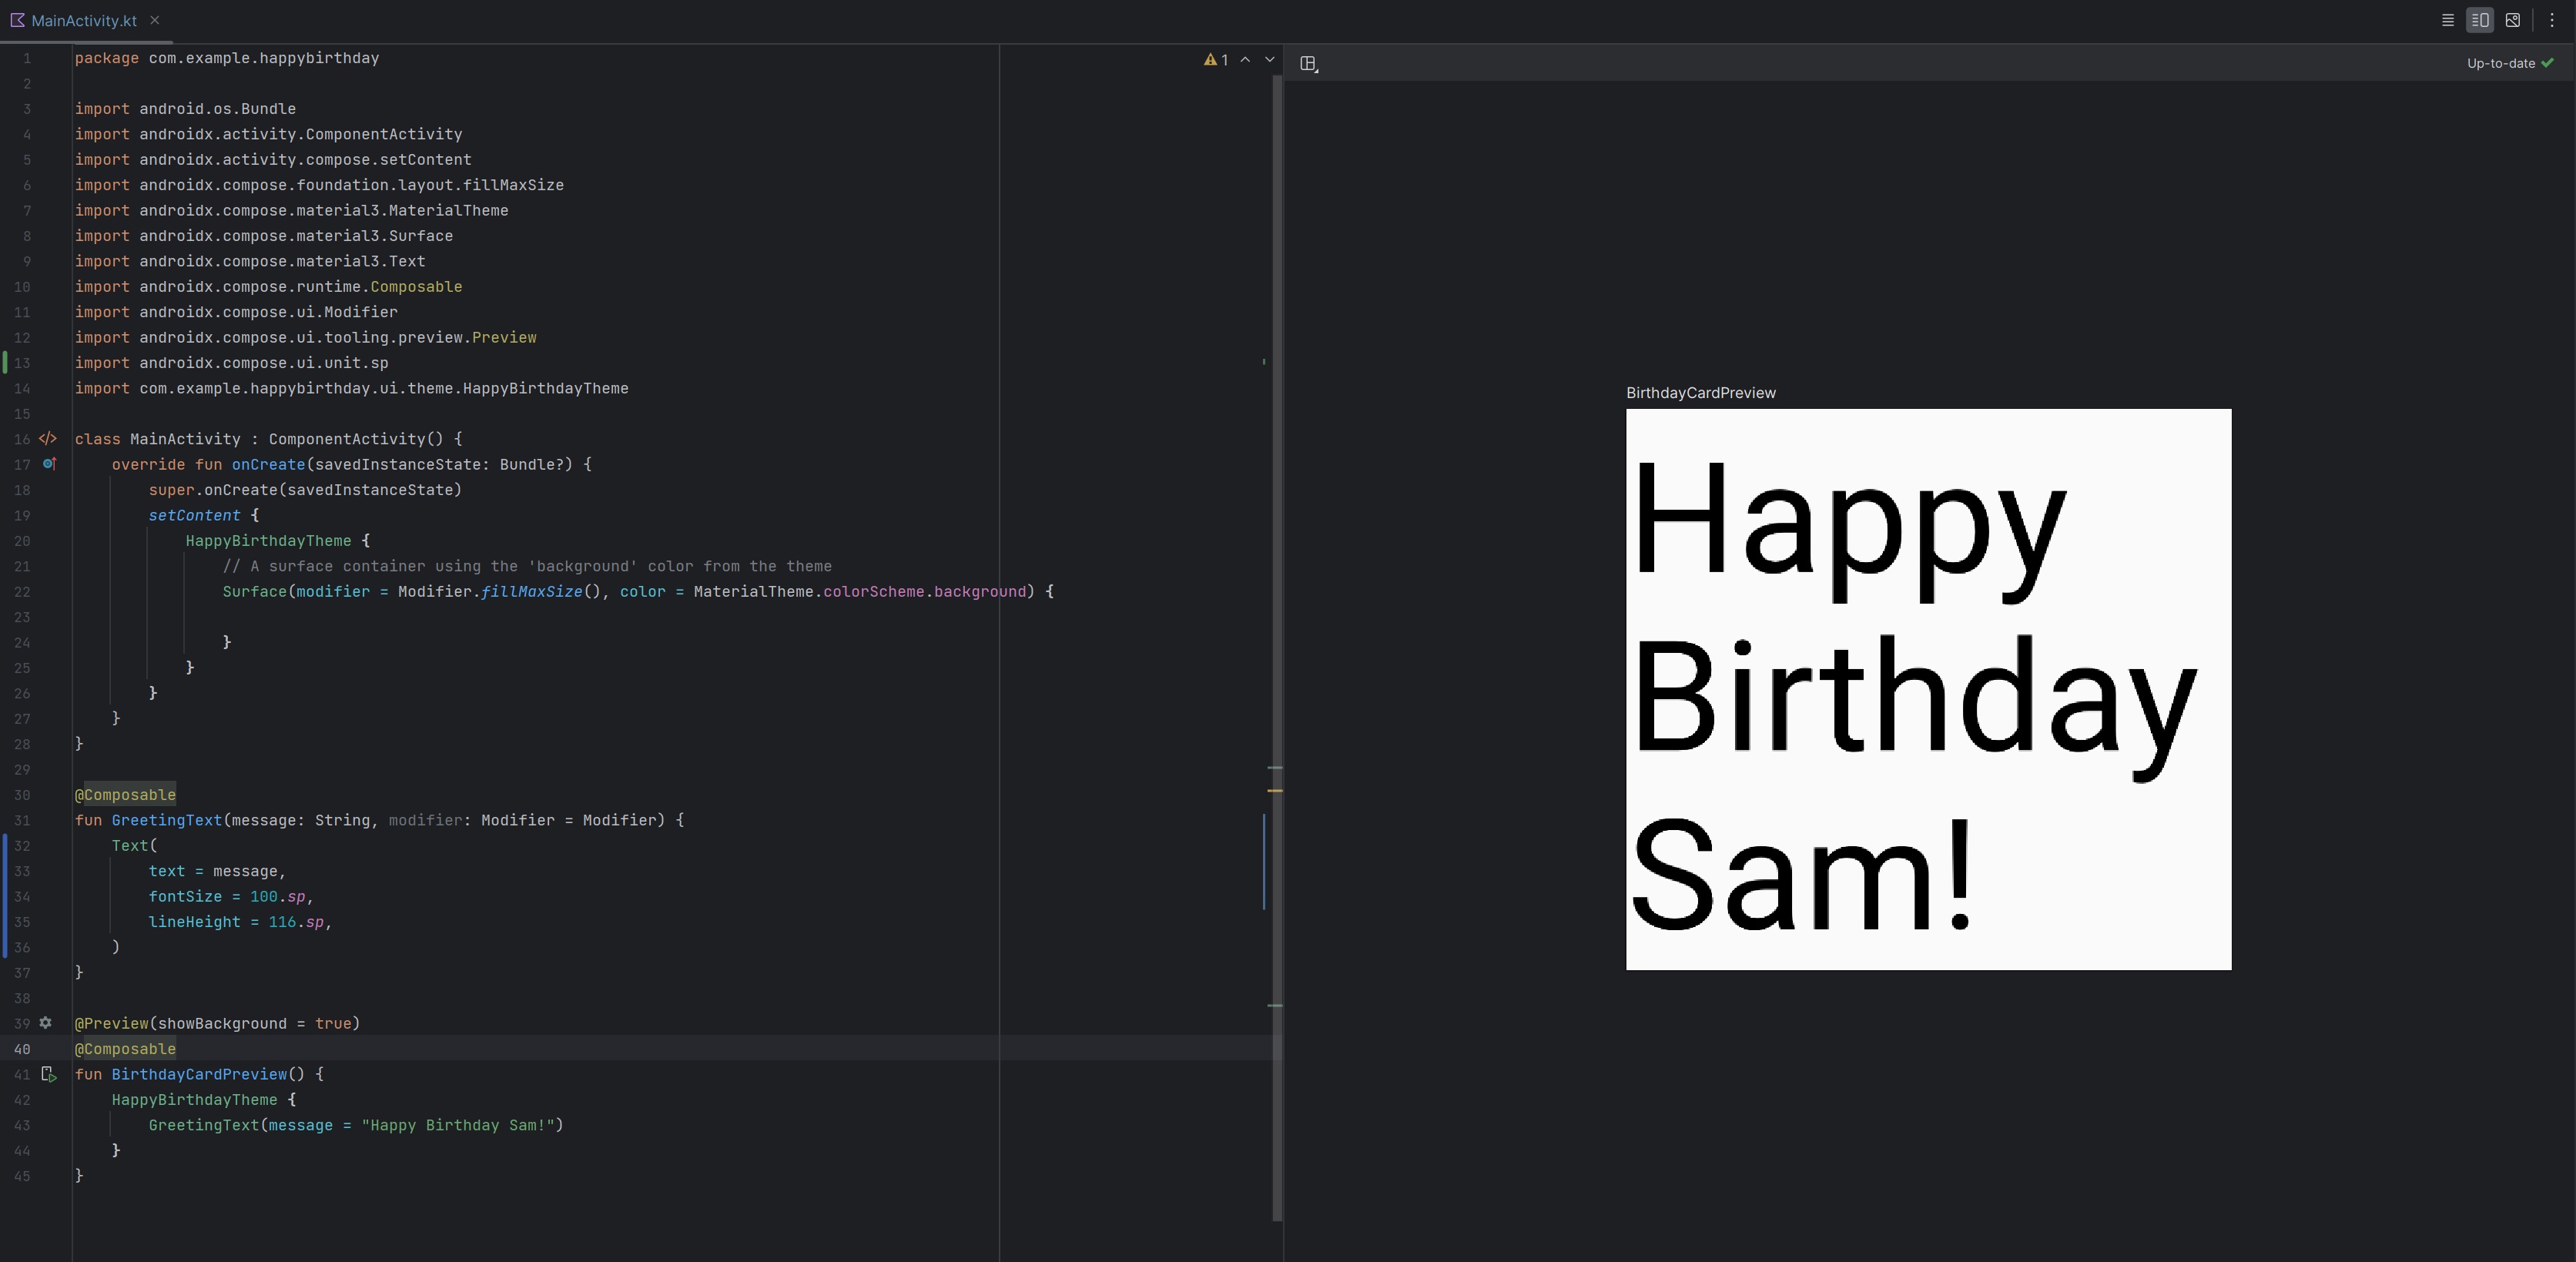 MainActivity.kt
1 package com.example.happybirthday
2
3 import android.os.Bundle
4 import androidx.activity.ComponentActivity
5 import androidx.activity.compose.setContent
6 import androidx.compose.foundation.layout.fillMaxSize
7 import androidx.compose.material3.MaterialTheme
8 import androidx.compose.material3.Surface
9 import androidx.compose.material3.Text
10 import androidx.compose.runtime.Composable
11 import androidx.compose.ui.Modifier
12 import androidx.compose.ui.tooling.preview.Preview
13 import androidx.compose.ui.unit.sp
14 import com.example.happybirthday.ui.theme.HappyBirthdayTheme
15
16 class MainActivity : ComponentActivity() {
17     override fun onCreate(savedInstanceState: Bundle?) {
18         super.onCreate(savedInstanceState)
19         setContent {
20             HappyBirthdayTheme {
21                 // A surface container using the 'background' color from the theme
22                 Surface(modifier = Modifier.fillMaxSize(), color = MaterialTheme.colorScheme.background) {
23
24                 }
25             }
26         }
27     }
28 }
29
30 @Composable
31 fun GreetingText(message: String, modifier: Modifier = Modifier) {
32     Text(
33         text = message,
34         fontSize = 100.sp,
35         lineHeight = 116.sp,
36     )
37 }
38
39 @Preview(showBackground = true)
40 @Composable
41 fun BirthdayCardPreview() {
42     HappyBirthdayTheme {
43         GreetingText(message = "Happy Birthday Sam!")
44     }
45 }
1
Up-to-date
BirthdayCardPreview
Happy
Birthday
Sam!